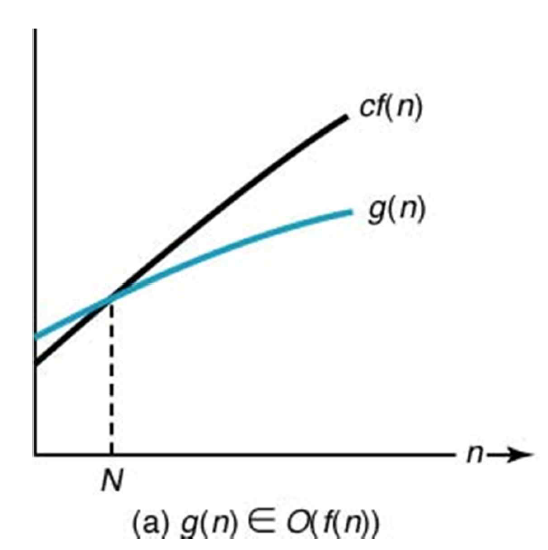 cf(n)
g(n)
n
N
(a) g(n) ∈ O(f(n))